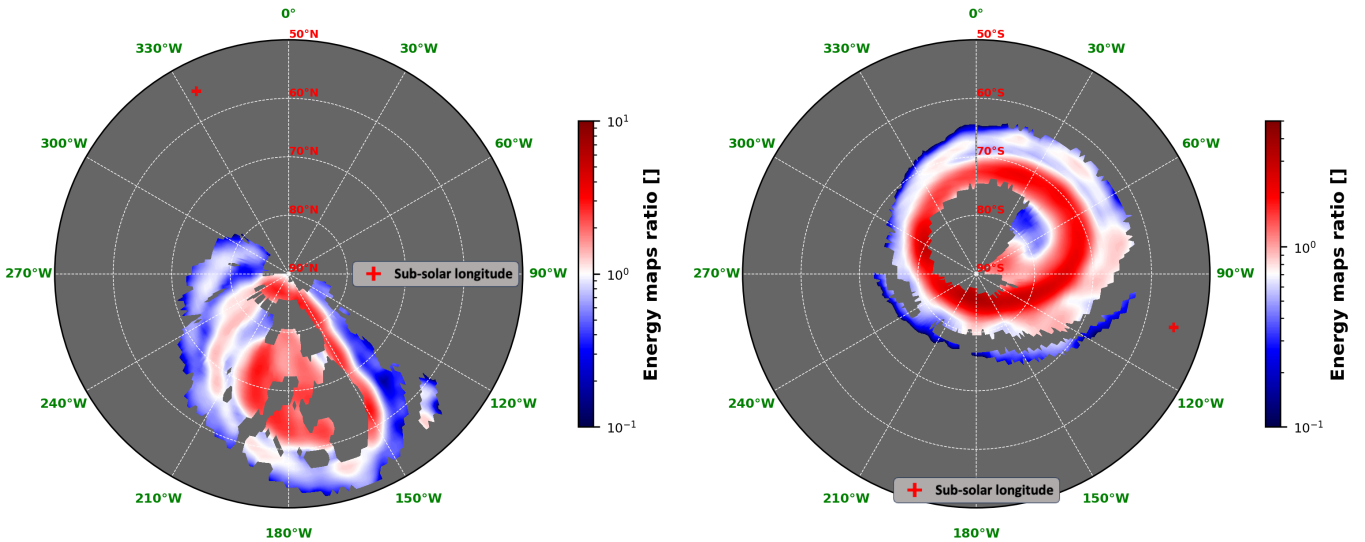 0°
330°W
50°N
30°W
60°N
300°W
60°W
70°N
80°N
270°W
90°N
Sub-solar longitude
90°W
240°W
120°W
210°W
150°W
180°W
10¹
10⁰
10⁻¹
Energy maps ratio []
0°
330°W
50°S
30°W
60°S
300°W
60°W
70°S
80°S
270°W
90°S
90°W
240°W
120°W
210°W
Sub-solar longitude
150°W
180°W
10⁰
10⁻¹
Energy maps ratio []